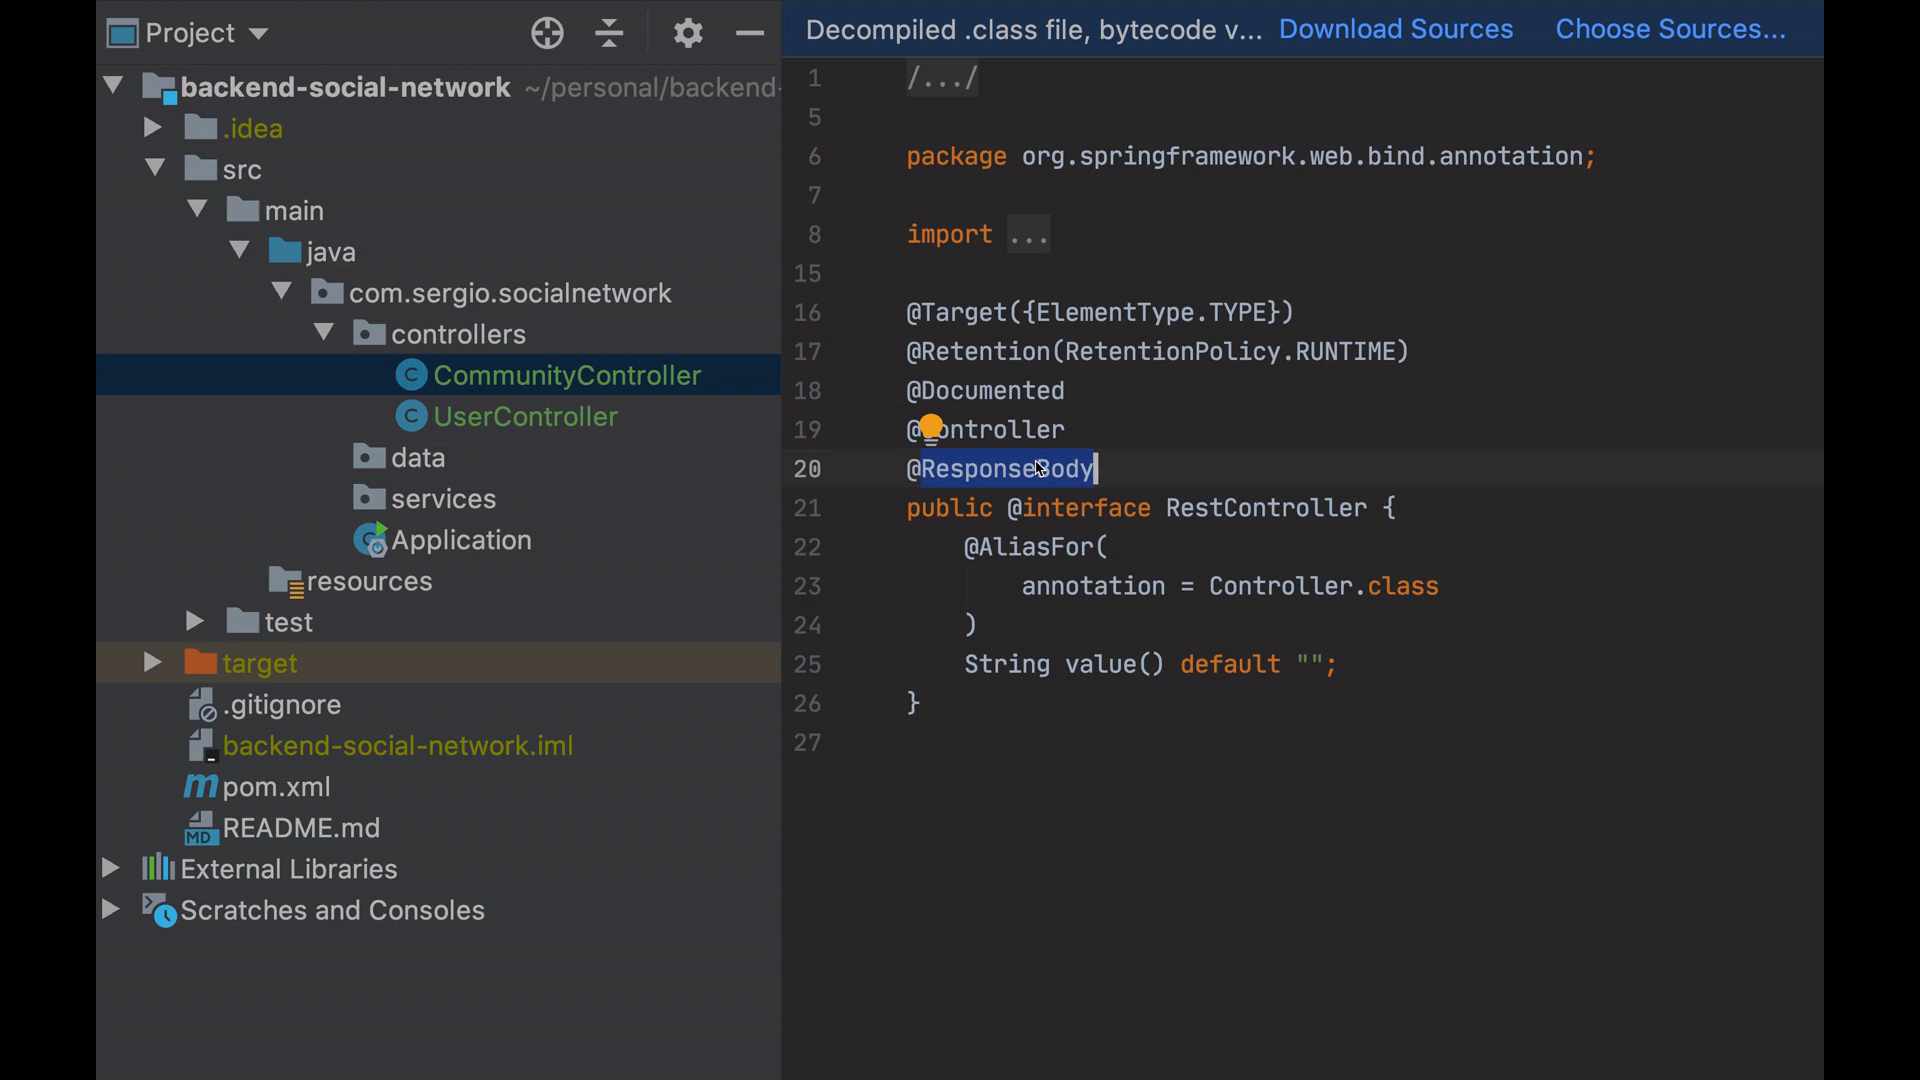 Project
backend-social-network ~/personal/backend-
.idea
src
main
java
com.sergio.socialnetwork
controllers
CommunityController
UserController
data
services
Application
resources
test
target
.gitignore
backend-social-network.iml
pom.xml
README.md
External Libraries
Scratches and Consoles
Decompiled .class file, bytecode v... Download Sources Choose Sources...
1 /.../
5
6 package org.springframework.web.bind.annotation;
7
8 import ...
15
16 @Target({ElementType.TYPE})
17 @Retention(RetentionPolicy.RUNTIME)
18 @Documented
19 @Controller
20 @ResponseBody
21 public @interface RestController {
22 @AliasFor(
23 annotation = Controller.class
24 )
25 String value() default "";
26 }
27